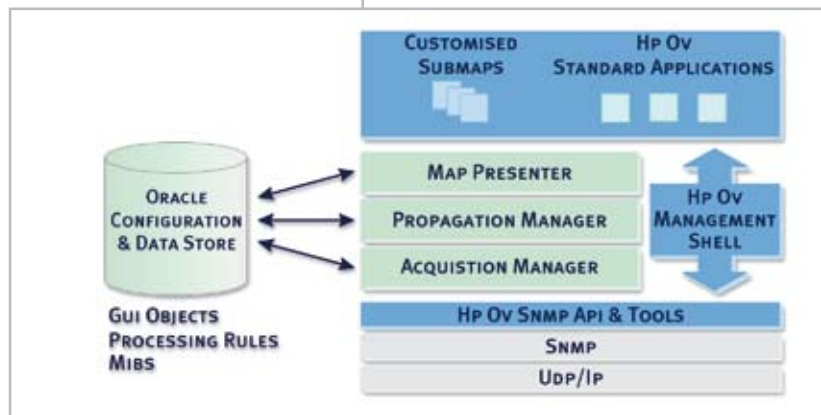 CUSTOMISED
SUBMAPS
HP OV
STANDARD APPLICATIONS
ORACLE
CONFIGURATION
& DATA STORE
MAP PRESENTER
PROPAGATION MANAGER
ACQUISTION MANAGER
HP OV
MANAGEMENT
SHELL
GUI OBJECTS
PROCESSING RULES
MIBS
HP OV SNMP API & TOOLS
SNMP
UDP/IP